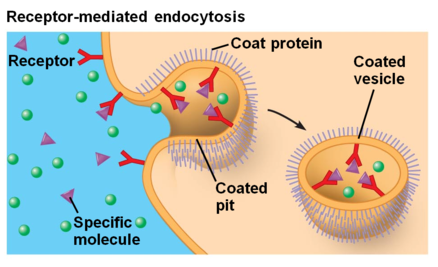 Receptor-mediated endocytosis
Coat protein
Receptor
Coated
vesicle
Coated
pit
Specific
molecule